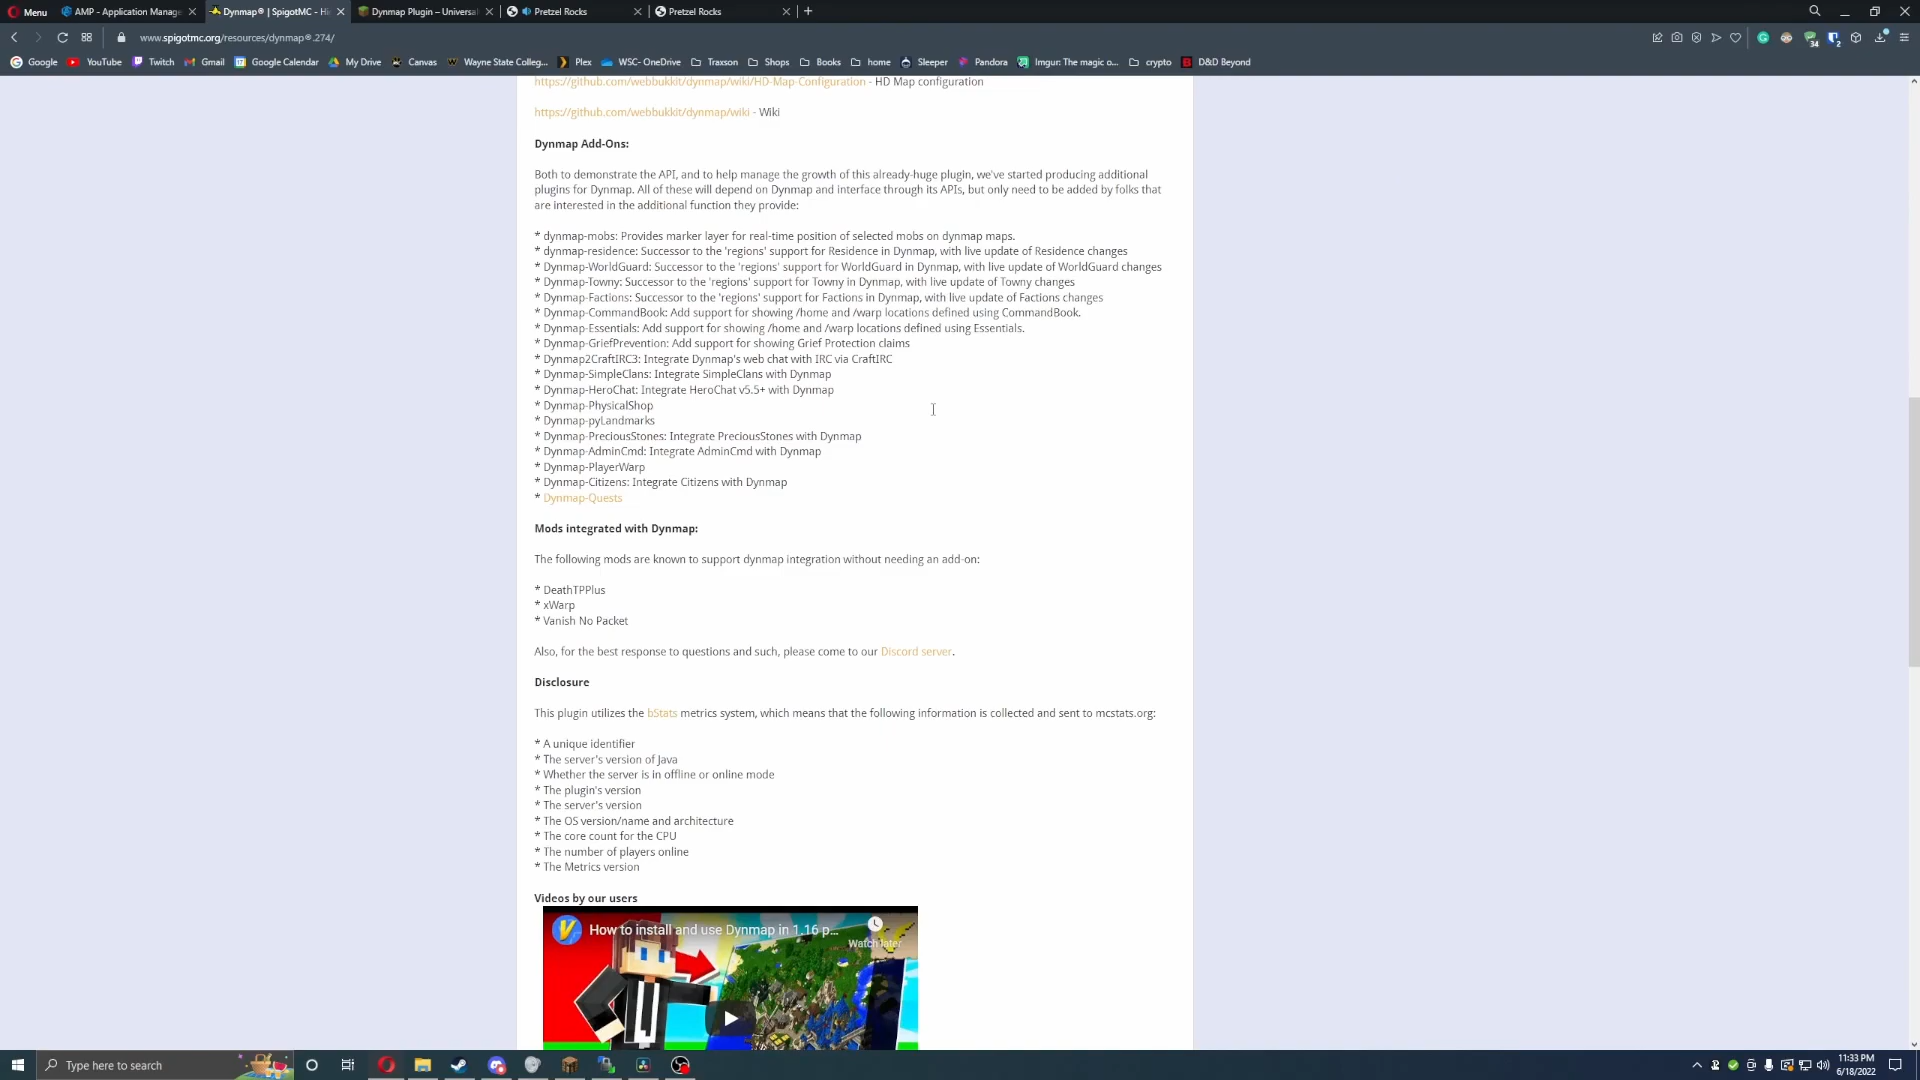 Menu
AMP - Application Manage
Dynmap® | SpigotMC - Hi
Dynmap Plugin – Universa
Pretzel Rocks
Pretzel Rocks
www.spigotmc.org/resources/dynmap®.274/
34
2
Google
YouTube
Twitch
Gmail
Google Calendar
My Drive
Canvas
Wayne State Colleg...
Plex
WSC- OneDrive
Traxson
Shops
Books
home
Sleeper
Pandora
Imgur: The magic o...
crypto
D&D Beyond
https://github.com/webbukkit/dynmap/wiki/HD-Map-Configuration - HD Map configuration
https://github.com/webbukkit/dynmap/wiki - Wiki
Dynmap Add-Ons:
Both to demonstrate the API, and to help manage the growth of this already-huge plugin, we've started producing additional
plugins for Dynmap. All of these will depend on Dynmap and interface through its APIs, but only need to be added by folks that
are interested in the additional function they provide:
* dynmap-mobs: Provides marker layer for real-time position of selected mobs on dynmap maps.
* dynmap-residence: Successor to the 'regions' support for Residence in Dynmap, with live update of Residence changes
* Dynmap-WorldGuard: Successor to the 'regions' support for WorldGuard in Dynmap, with live update of WorldGuard changes
* Dynmap-Towny: Successor to the 'regions' support for Towny in Dynmap, with live update of Towny changes
* Dynmap-Factions: Successor to the 'regions' support for Factions in Dynmap, with live update of Factions changes
* Dynmap-CommandBook: Add support for showing /home and /warp locations defined using CommandBook.
* Dynmap-Essentials: Add support for showing /home and /warp locations defined using Essentials.
* Dynmap-GriefPrevention: Add support for showing Grief Protection claims
* Dynmap2CraftIRC3: Integrate Dynmap's web chat with IRC via CraftIRC
* Dynmap-SimpleClans: Integrate SimpleClans with Dynmap
* Dynmap-HeroChat: Integrate HeroChat v5.5+ with Dynmap
* Dynmap-PhysicalShop
* Dynmap-pyLandmarks
* Dynmap-PreciousStones: Integrate PreciousStones with Dynmap
* Dynmap-AdminCmd: Integrate AdminCmd with Dynmap
* Dynmap-PlayerWarp
* Dynmap-Citizens: Integrate Citizens with Dynmap
* Dynmap-Quests
Mods integrated with Dynmap:
The following mods are known to support dynmap integration without needing an add-on:
* DeathTPPlus
* xWarp
* Vanish No Packet
Also, for the best response to questions and such, please come to our Discord server.
Disclosure
This plugin utilizes the bStats metrics system, which means that the following information is collected and sent to mcstats.org:
* A unique identifier
* The server's version of Java
* Whether the server is in offline or online mode
* The plugin's version
* The server's version
* The OS version/name and architecture
* The core count for the CPU
* The number of players online
* The Metrics version
Videos by our users
How to install and use Dynmap in 1.16 p...
Watch later
Type here to search
11:33 PM
6/18/2022